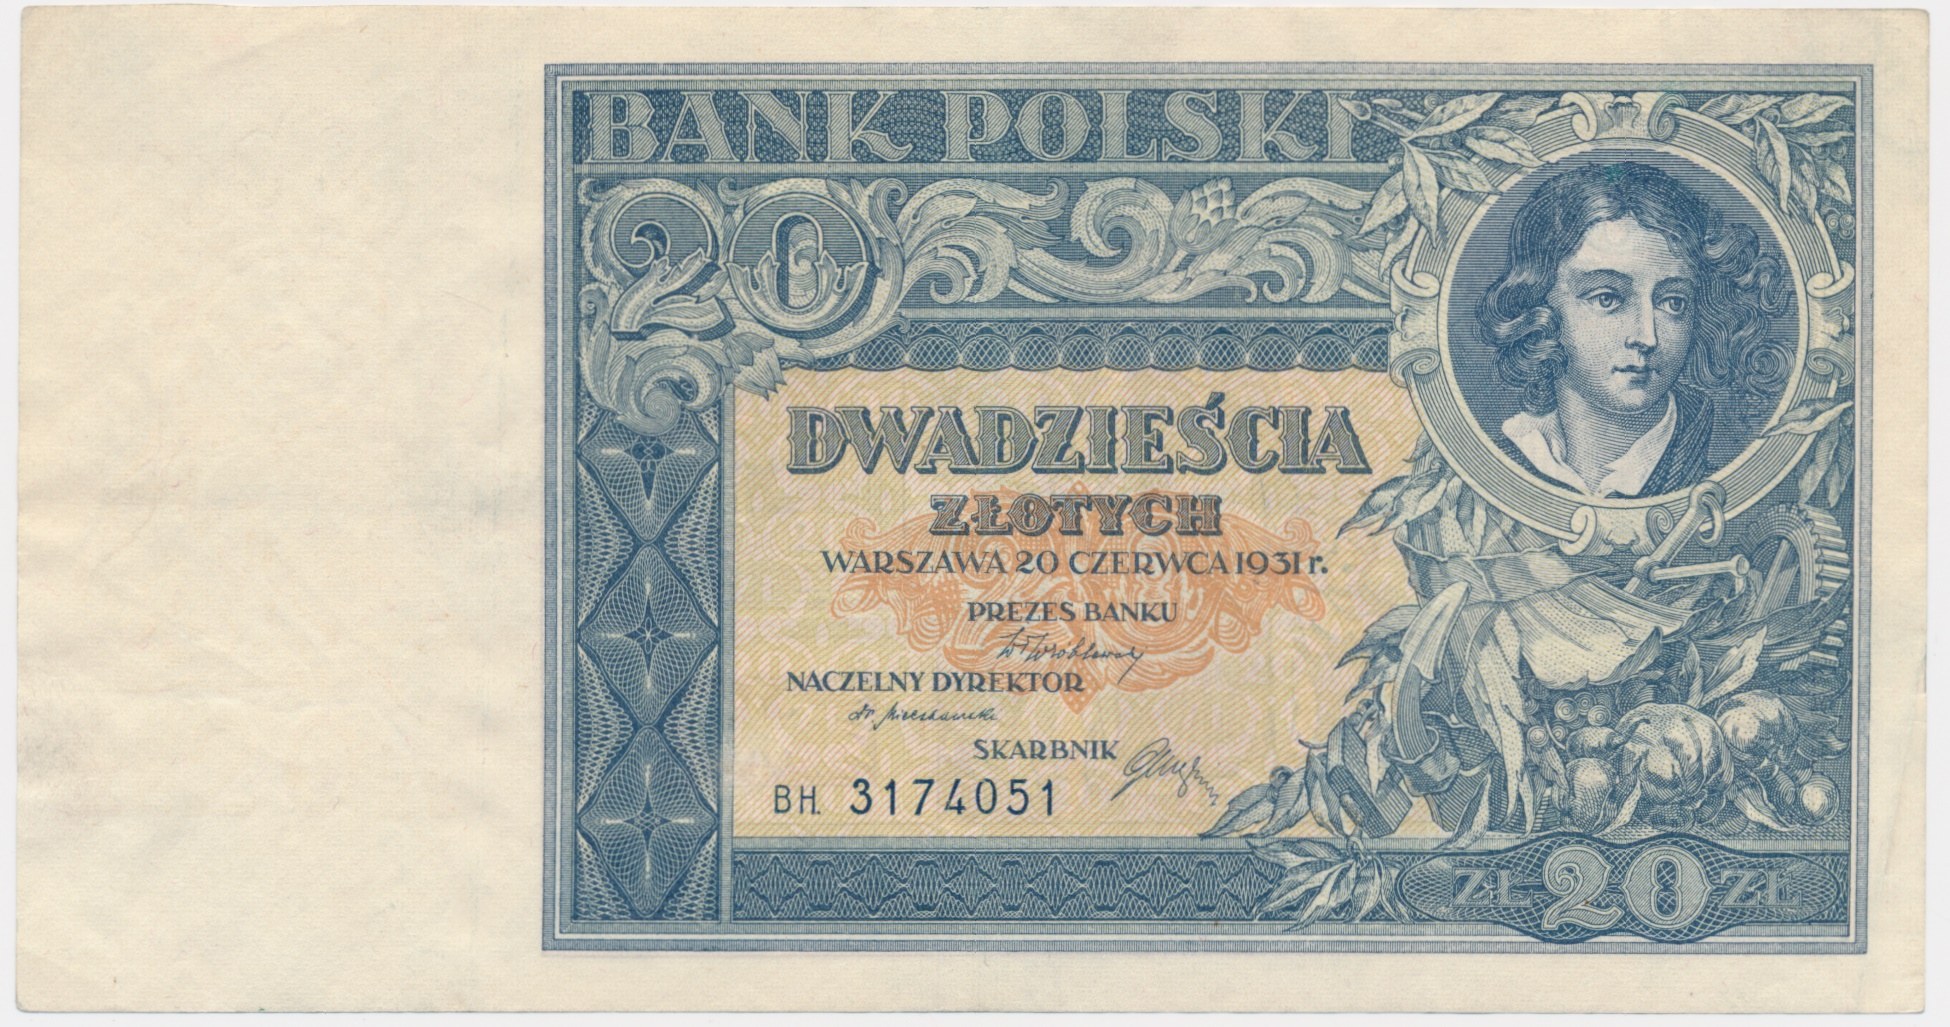 BANK POLSKI
20
DWADZIEŚCIA
ZŁOTYCH
WARSZAWA 20 CZERWCA 1931 r.
PREZES BANKU
NACZELNY DYREKTOR
SKARBNIK
BH. 3174051
ZŁ 20 ZŁ